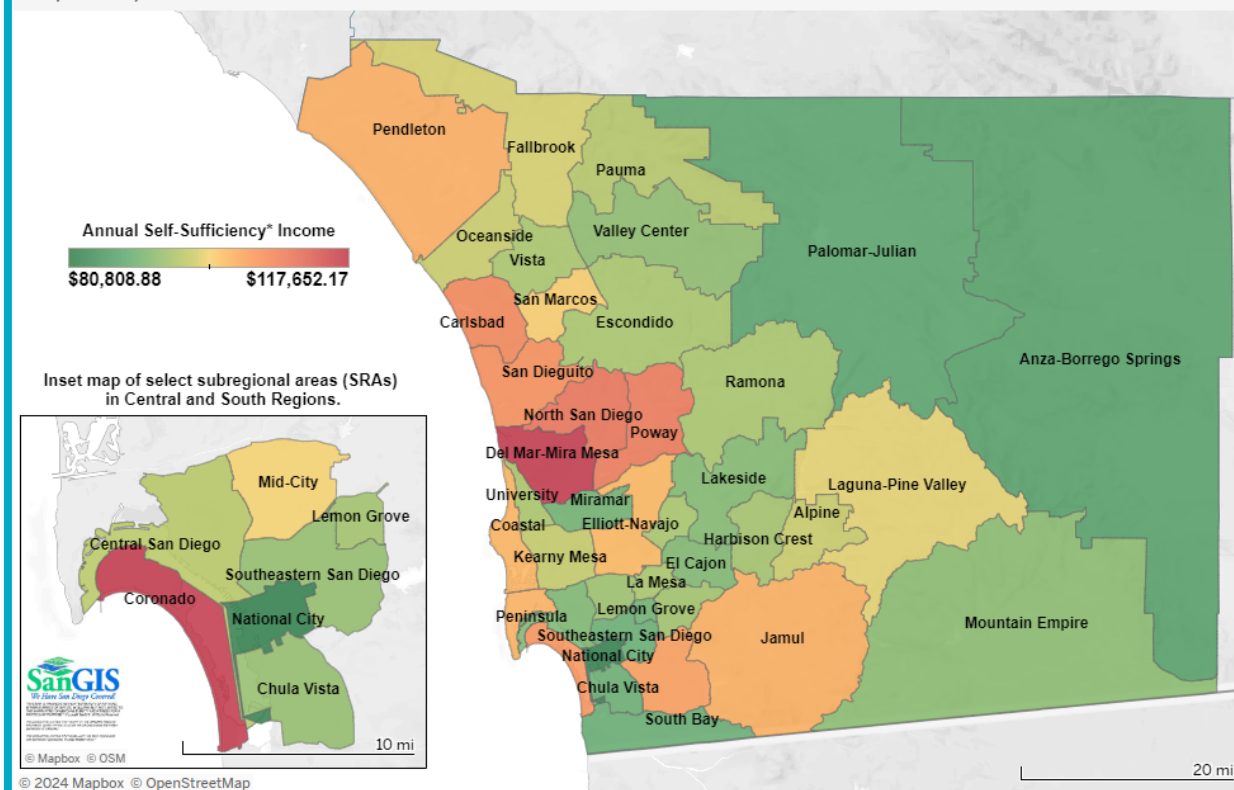 Pendleton
Fallbrook
Pauma
Annual Self-Sufficiency* Income
$80,808.88 $117,652.17
Oceanside
Valley Center
Vista
Palomar-Julian
San Marcos
Carlsbad
Escondido
Anza-Borrego Springs
San Dieguito
Ramona
Inset map of select subregional areas (SRAs)
in Central and South Regions.
North San Diego
Poway
Del Mar-Mira Mesa
Lakeside
Laguna-Pine Valley
University
Miramar
Alpine
Coastal
Elliott-Navajo
Harbison Crest
Kearny Mesa
El Cajon
La Mesa
Lemon Grove
Peninsula
Southeastern San Diego
Jamul
Mountain Empire
National City
Chula Vista
South Bay
Mid-City
Lemon Grove
Central San Diego
Southeastern San Diego
Coronado
National City
Chula Vista
SanGIS
We Have San Diego Covered!
10 mi
© Mapbox © OSM
© 2024 Mapbox © OpenStreetMap
20 mi